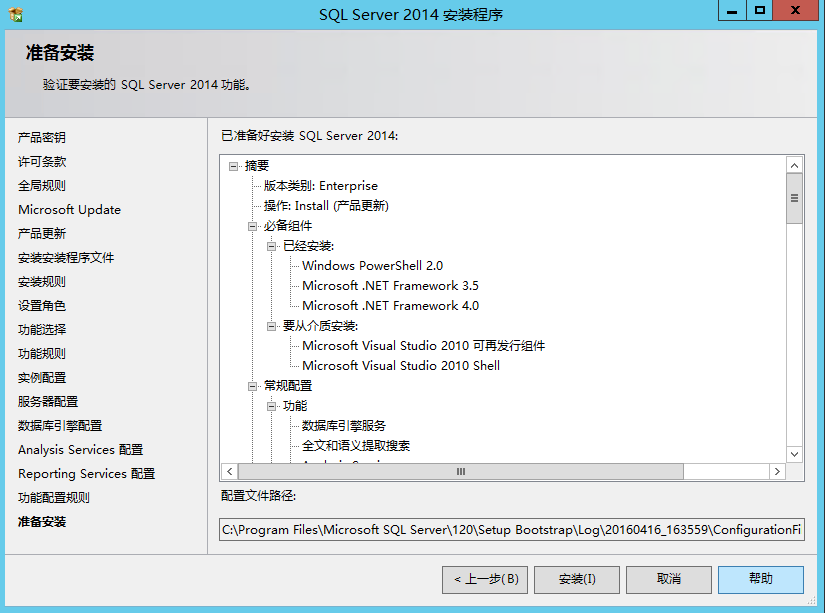 SQL Server 2014 安装程序
准备安装
验证要安装的 SQL Server 2014 功能。
产品密钥
许可条款
全局规则
Microsoft Update
产品更新
安装安装程序文件
安装规则
设置角色
功能选择
功能规则
实例配置
服务器配置
数据库引擎配置
Analysis Services 配置
Reporting Services 配置
功能配置规则
准备安装
已准备好安装 SQL Server 2014:
摘要
版本类别: Enterprise
操作: Install (产品更新)
必备组件
已经安装:
Windows PowerShell 2.0
Microsoft .NET Framework 3.5
Microsoft .NET Framework 4.0
要从介质安装:
Microsoft Visual Studio 2010 可再发行组件
Microsoft Visual Studio 2010 Shell
常规配置
功能
数据库引擎服务
全文和语义提取搜索
配置文件路径:
C:\Program Files\Microsoft SQL Server\120\Setup Bootstrap\Log\20160416_163559\ConfigurationFi
< 上一步(B)
安装(I)
取消
帮助